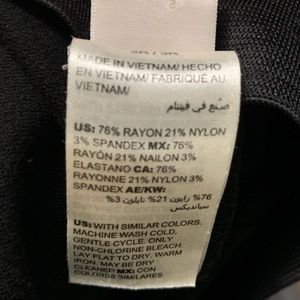 MADE IN VIETNAM/ HECHO
EN VIETNAM/ FABRIQUÉ AU
VIETNAM/
صنع في فيتنام
US: 76% RAYON 21% NYLON
3% SPANDEX MX: 76%
RAYÓN 21% NAILON 3%
ELASTANO CA: 76%
RAYONNE 21% NYLON 3%
SPANDEX AE/KW:
76% رايون 21% نايلون 3%
سبانديكس
US: WITH SIMILAR COLORS.
MACHINE WASH COLD.
GENTLE CYCLE. ONLY
NON-CHLORINE BLEACH.
LAY FLAT TO DRY. WARM
IRON. MAY BE DRY
CLEANED MX: CON
COLORES SIMILARES.